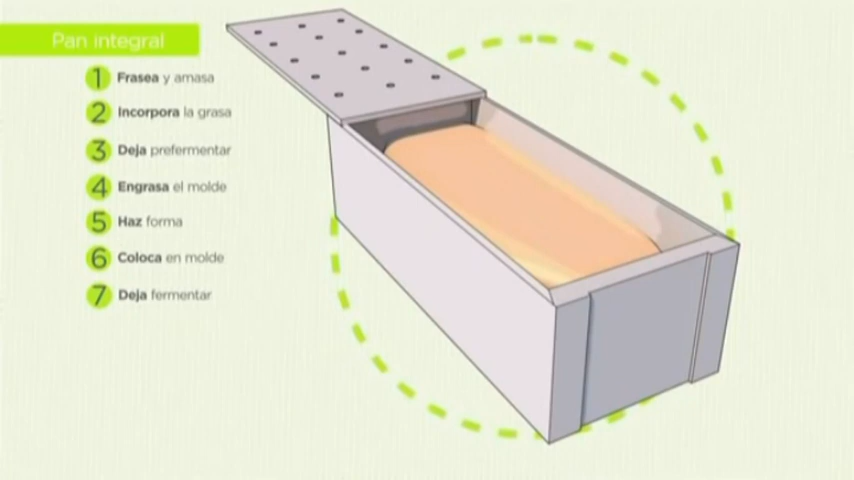 Pan integral
1 Frasea y amasa
2 Incorpora la grasa
3 Deja prefermentar
4 Engrasa el molde
5 Haz forma
6 Coloca en molde
7 Deja fermentar